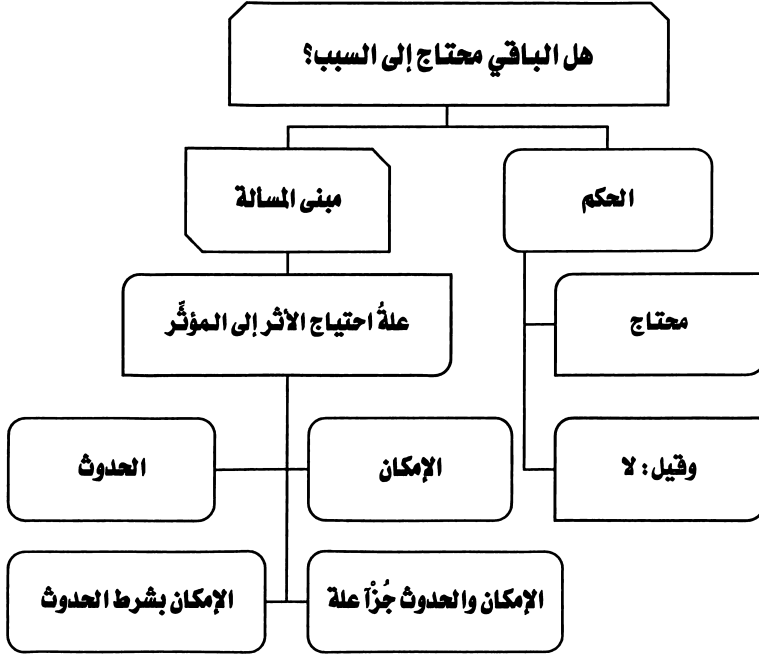 هل الباقي محتاج إلى السبب؟
الحكم
مبنى المسالة
محتاج
علةُ احتياج الأثر إلى المؤثِّر
وقيل: لا
الإمكان
الحدوث
الإمكان والحدوث جُزْآ علة
الإمكان بشرط الحدوث